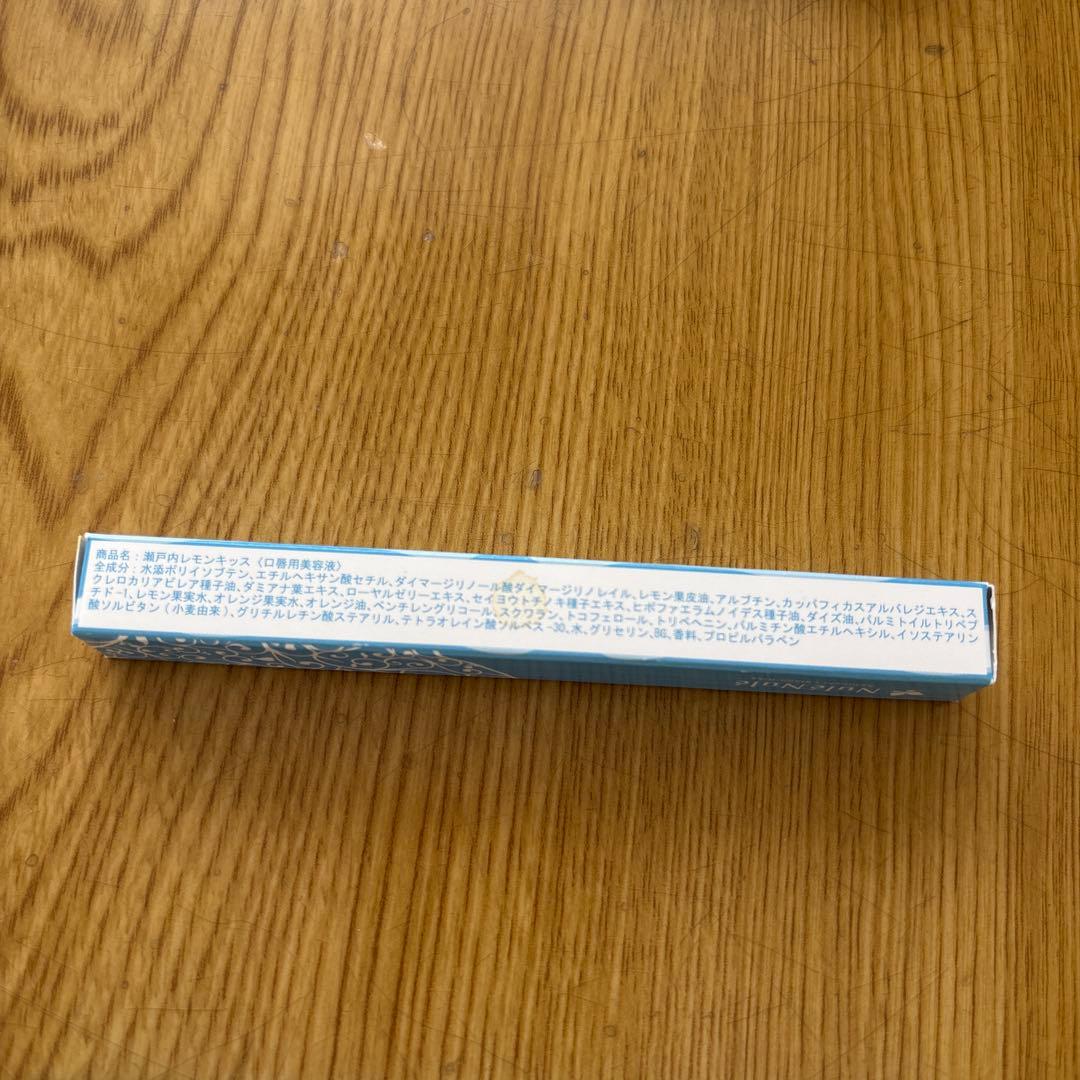 商品名：瀬戸内レモンキッス〈口唇用美容液〉
全成分：水添ポリイソブテン、エチルヘキサン酸セチル、ダイマージリノール酸ダイマージリノレイル、レモン果皮油、アルブチン、カッパフィカスアルバレジエキス、ス
クレロカリアビレア種子油、ダミアナ葉エキス、ローヤルゼリーエキス、セイヨウトチノキ種子エキス、ヒポファエラムノイデス種子油、ダイズ油、パルミトイルトリペプ
チド-1、レモン果実水、オレンジ果実水、オレンジ油、ペンチレングリコール、スクワラン、トコフェロール、トリベヘニン、パルミチン酸エチルヘキシル、イソステアリン
酸ソルビタン（小麦由来）、グリチルレチン酸ステアリル、テトラオレイン酸ソルベス-30、水、グリセリン、BG、香料、プロピルパラベン
Nule Nule